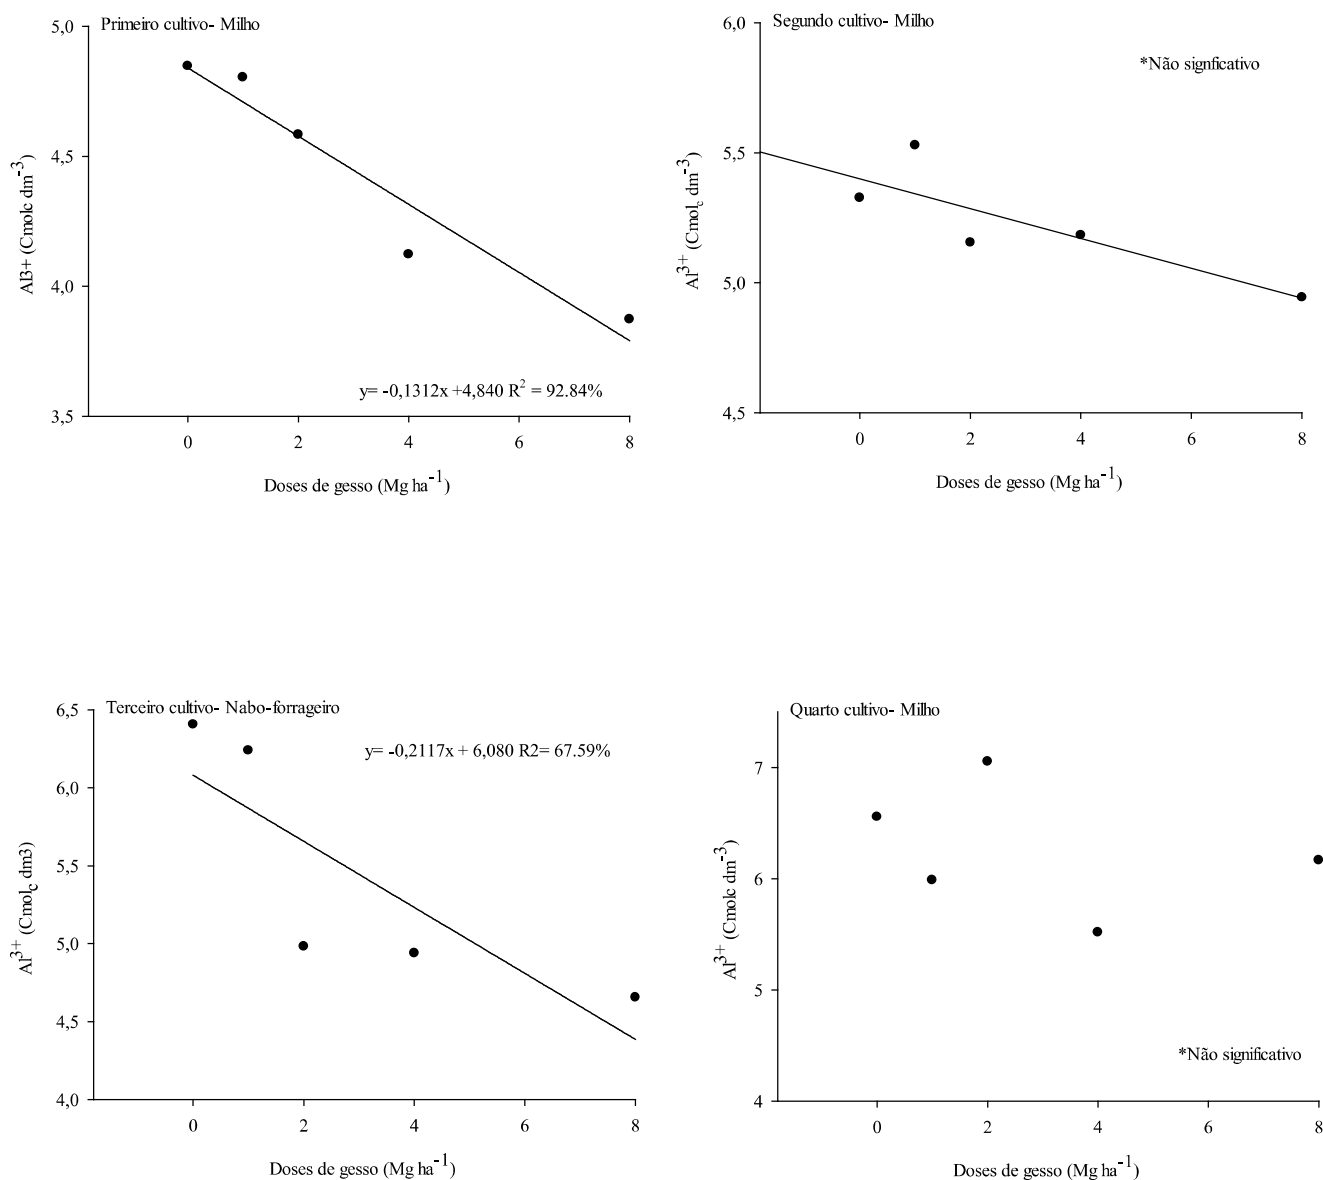 Primeiro cultivo- Milho
5,0
4,5
4,0
3,5
Al3+ (Cmolc dm-3)
y= -0,1312x +4,840 R2 = 92.84%
0 2 4 6 8
Doses de gesso (Mg ha-1)
Segundo cultivo- Milho
*Não signficativo
6,0
5,5
5,0
4,5
Al3+ (Cmolc dm-3)
0 2 4 6 8
Doses de gesso (Mg ha-1)
Terceiro cultivo- Nabo-forrageiro
y= -0,2117x + 6,080 R2= 67.59%
6,5
6,0
5,5
5,0
4,5
4,0
Al3+ (Cmolc dm3)
0 2 4 6 8
Doses de gesso (Mg ha-1)
Quarto cultivo- Milho
7
6
5
4
Al3+ (Cmolc dm-3)
*Não significativo
0 2 4 6 8
Doses de gesso (Mg ha-1)